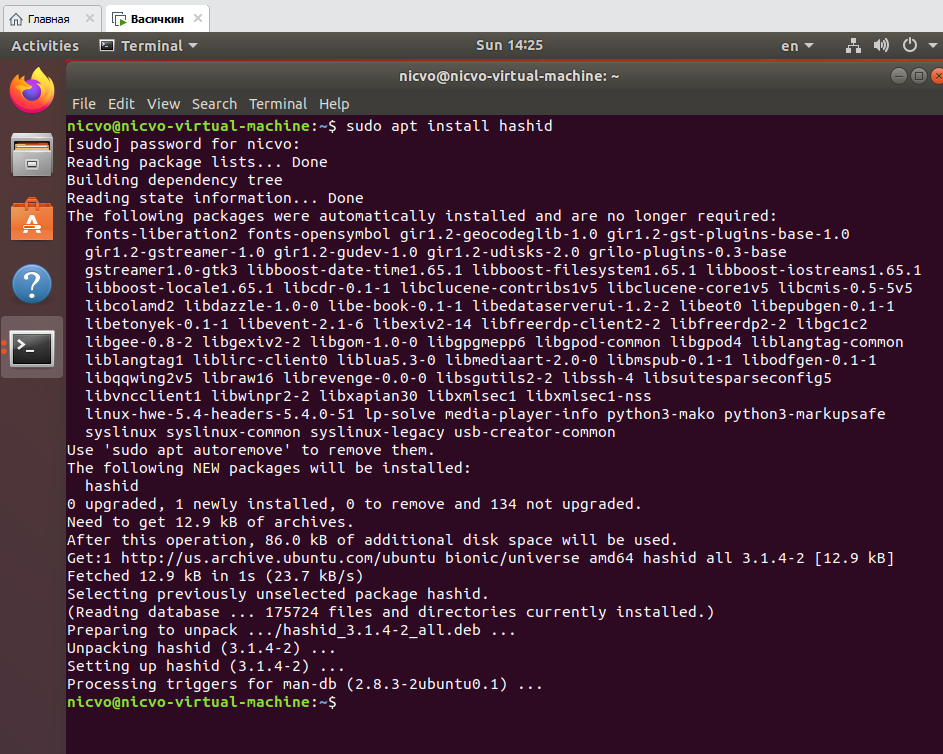 Главная
Васичкин
Activities Terminal Sun 14:25 en
nicvo@nicvo-virtual-machine: ~
File Edit View Search Terminal Help
nicvo@nicvo-virtual-machine:~$ sudo apt install hashid
[sudo] password for nicvo:
Reading package lists... Done
Building dependency tree
Reading state information... Done
The following packages were automatically installed and are no longer required:
  fonts-liberation2 fonts-opensymbol gir1.2-geocodeglib-1.0 gir1.2-gst-plugins-base-1.0
  gir1.2-gstreamer-1.0 gir1.2-gudev-1.0 gir1.2-udisks-2.0 grilo-plugins-0.3-base
  gstreamer1.0-gtk3 libboost-date-time1.65.1 libboost-filesystem1.65.1 libboost-iostreams1.65.1
  libboost-locale1.65.1 libcdr-0.1-1 libclucene-contribs1v5 libclucene-core1v5 libcmis-0.5-5v5
  libcolamd2 libdazzle-1.0-0 libe-book-0.1-1 libedataserverui-1.2-2 libeot0 libepubgen-0.1-1
  libetonyek-0.1-1 libevent-2.1-6 libexiv2-14 libfreerdp-client2-2 libfreerdp2-2 libgc1c2
  libgee-0.8-2 libgexiv2-2 libgom-1.0-0 libgpgmepp6 libgpod-common libgpod4 liblangtag-common
  liblangtag1 liblirc-client0 liblua5.3-0 libmediaart-2.0-0 libmspub-0.1-1 libodfgen-0.1-1
  libqqwing2v5 libraw16 librevenge-0.0-0 libsgutils2-2 libssh-4 libsuitesparseconfig5
  libvncclient1 libwinpr2-2 libxapian30 libxmlsec1 libxmlsec1-nss
  linux-hwe-5.4-headers-5.4.0-51 lp-solve media-player-info python3-mako python3-markupsafe
  syslinux syslinux-common syslinux-legacy usb-creator-common
Use 'sudo apt autoremove' to remove them.
The following NEW packages will be installed:
  hashid
0 upgraded, 1 newly installed, 0 to remove and 134 not upgraded.
Need to get 12.9 kB of archives.
After this operation, 86.0 kB of additional disk space will be used.
Get:1 http://us.archive.ubuntu.com/ubuntu bionic/universe amd64 hashid all 3.1.4-2 [12.9 kB]
Fetched 12.9 kB in 1s (23.7 kB/s)
Selecting previously unselected package hashid.
(Reading database ... 175724 files and directories currently installed.)
Preparing to unpack .../hashid_3.1.4-2_all.deb ...
Unpacking hashid (3.1.4-2) ...
Setting up hashid (3.1.4-2) ...
Processing triggers for man-db (2.8.3-2ubuntu0.1) ...
nicvo@nicvo-virtual-machine:~$